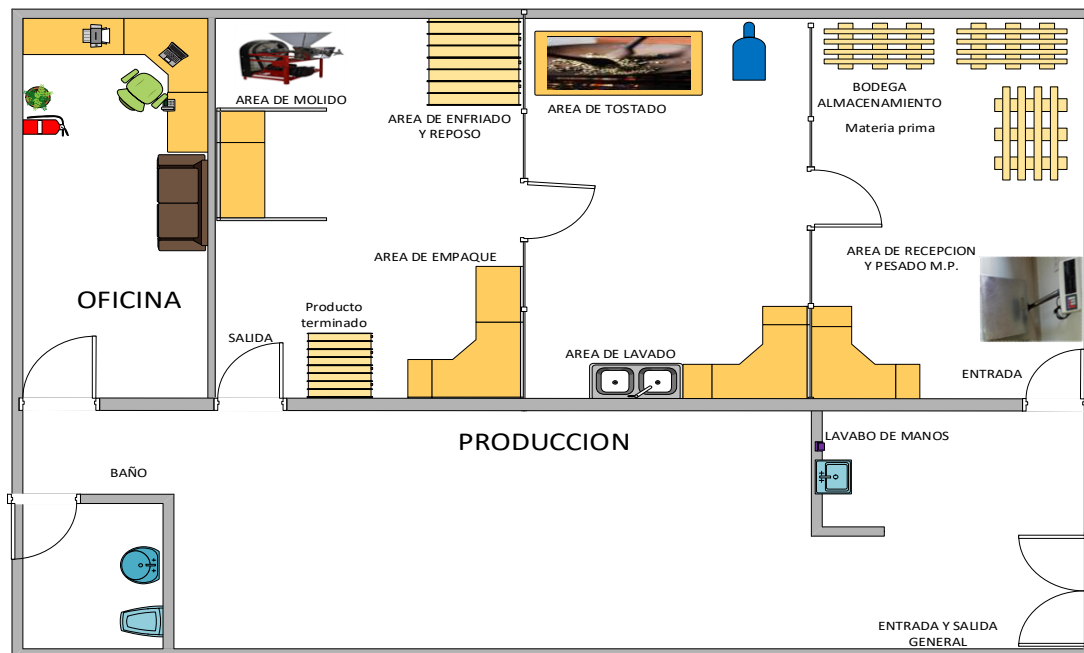 AREA DE MOLIDO
AREA DE ENFRIADO
Y REPOSO
AREA DE TOSTADO
BODEGA
ALMACENAMIENTO
Materia prima
AREA DE EMPAQUE
AREA DE RECEPCION
Y PESADO M.P.
OFICINA
Producto
terminado
SALIDA
AREA DE LAVADO
ENTRADA
PRODUCCION
LAVABO DE MANOS
BAÑO
ENTRADA Y SALIDA
GENERAL